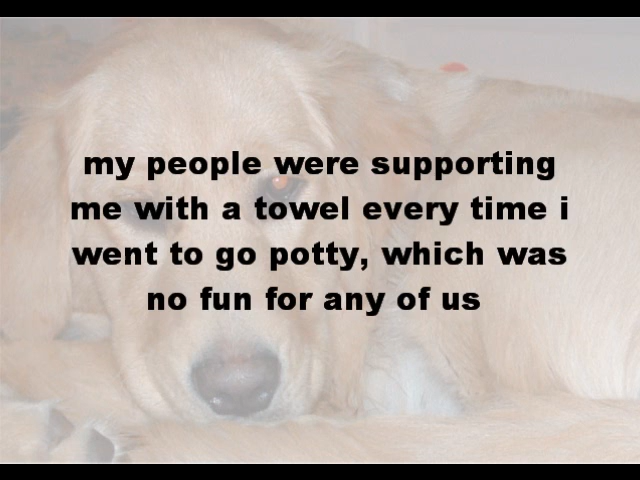 my people were supporting
me with a towel every time i
went to go potty, which was
no fun for any of us